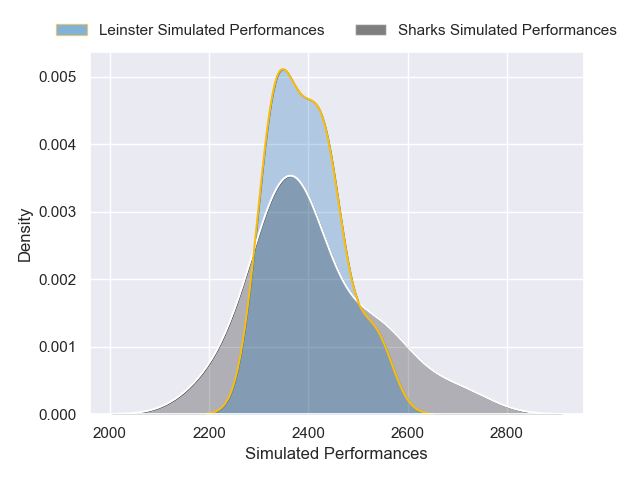 Leinster Simulated Performances
Sharks Simulated Performances
0.005
0.004
0.003
0.002
0.001
0.000
Density
2000
2200
2400
2600
2800
Simulated Performances